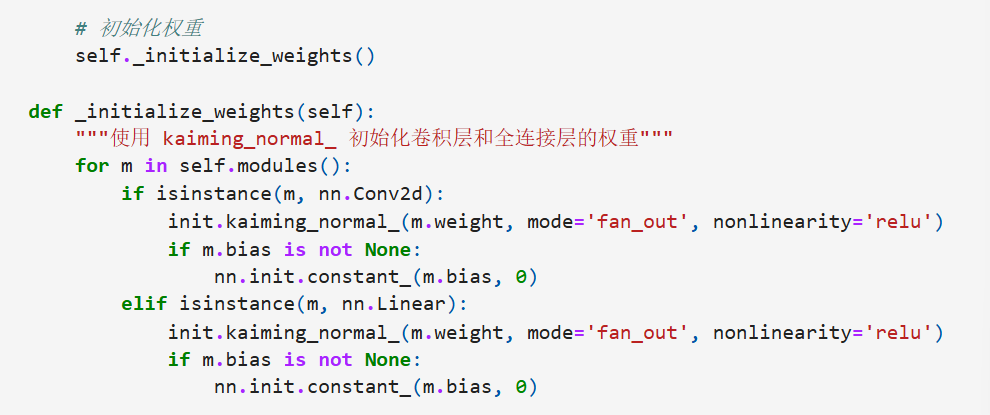 # 初始化权重
self._initialize_weights()
def _initialize_weights(self):
"""使用 kaiming_normal_ 初始化卷积层和全连接层的权重"""
for m in self.modules():
if isinstance(m, nn.Conv2d):
init.kaiming_normal_(m.weight, mode='fan_out', nonlinearity='relu')
if m.bias is not None:
nn.init.constant_(m.bias, 0)
elif isinstance(m, nn.Linear):
init.kaiming_normal_(m.weight, mode='fan_out', nonlinearity='relu')
if m.bias is not None:
nn.init.constant_(m.bias, 0)